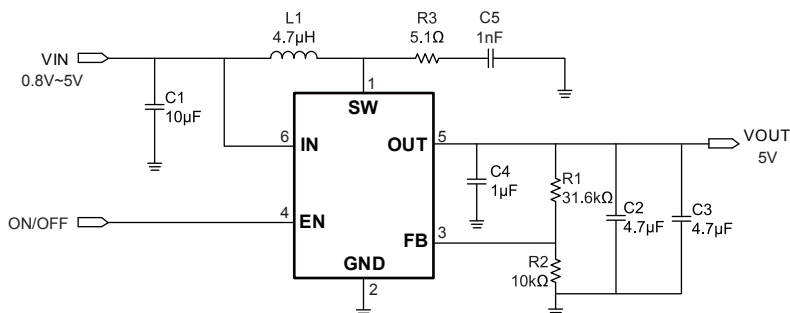 L1
4.7μH
R3
5.1Ω
C5
1nF
VIN
0.8V~5V
C1
10μF
1
SW
6
IN
OUT
5
VOUT
5V
C4
1μF
R1
31.6kΩ
C2
4.7μF
C3
4.7μF
ON/OFF
4
EN
FB
3
R2
10kΩ
GND
2